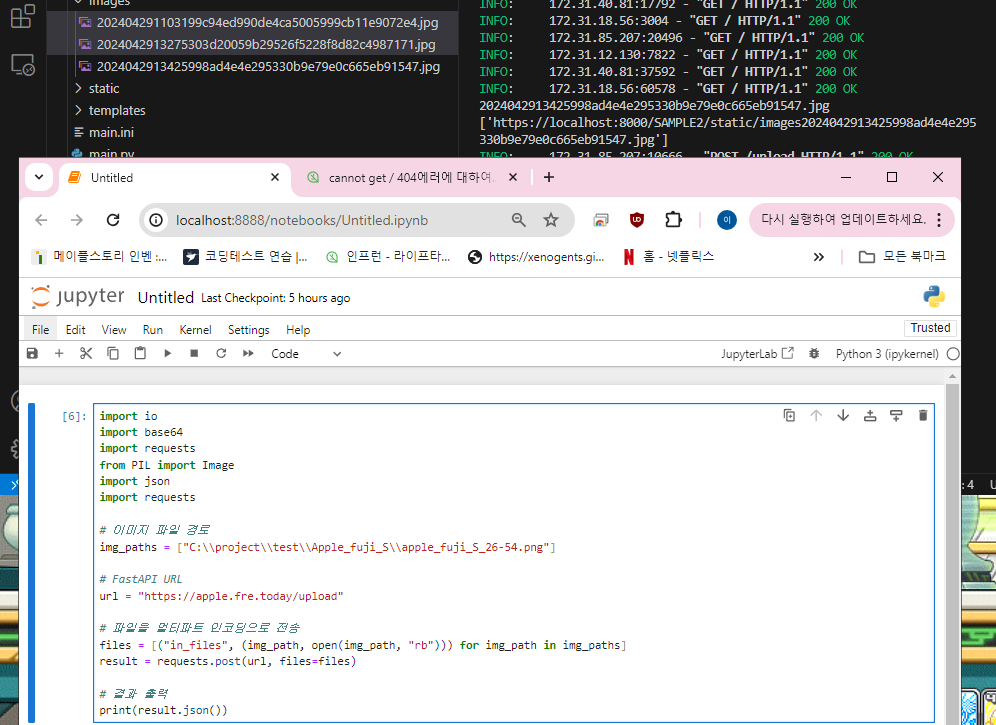 images
202404291103199c94ed990de4ca5005999cb11e9072e4.jpg
2024042913275303d20059b29526f5228f8d82c4987171.jpg
2024042913425998ad4e4e295330b9e79e0c665eb91547.jpg
static
templates
main.ini
main.py
INFO: 172.31.40.81:17792 - "GET / HTTP/1.1" 200 OK
INFO: 172.31.18.56:3004 - "GET / HTTP/1.1" 200 OK
INFO: 172.31.85.207:20496 - "GET / HTTP/1.1" 200 OK
INFO: 172.31.12.130:7822 - "GET / HTTP/1.1" 200 OK
INFO: 172.31.40.81:37592 - "GET / HTTP/1.1" 200 OK
INFO: 172.31.18.56:60578 - "GET / HTTP/1.1" 200 OK
2024042913425998ad4e4e295330b9e79e0c665eb91547.jpg
['https://localhost:8000/SAMPLE2/static/images2024042913425998ad4e4e295
330b9e79e0c665eb91547.jpg']
INFO: 172.31.85.207:10666 - "POST /upload HTTP/1.1" 200 OK
Untitled
cannot get / 404에러에 대하여.
localhost:8888/notebooks/Untitled.ipynb
이
다시 실행하여 업데이트하세요.
메이플스토리 인벤 :...
코딩테스트 연습 |...
인프런 - 라이프타...
https://xenogents.gi...
홈 - 넷플릭스
모든 북마크
jupyter Untitled Last Checkpoint: 5 hours ago
File Edit View Run Kernel Settings Help
Trusted
Code
JupyterLab
Python 3 (ipykernel)
[6]:
import io
import base64
import requests
from PIL import Image
import json
import requests
# 이미지 파일 경로
img_paths = ["C:\\project\\test\\Apple_fuji_S\\apple_fuji_S_26-54.png"]
# FastAPI URL
url = "https://apple.fre.today/upload"
# 파일을 멀티파트 인코딩으로 전송
files = [("in_files", (img_path, open(img_path, "rb"))) for img_path in img_paths]
result = requests.post(url, files=files)
# 결과 출력
print(result.json())